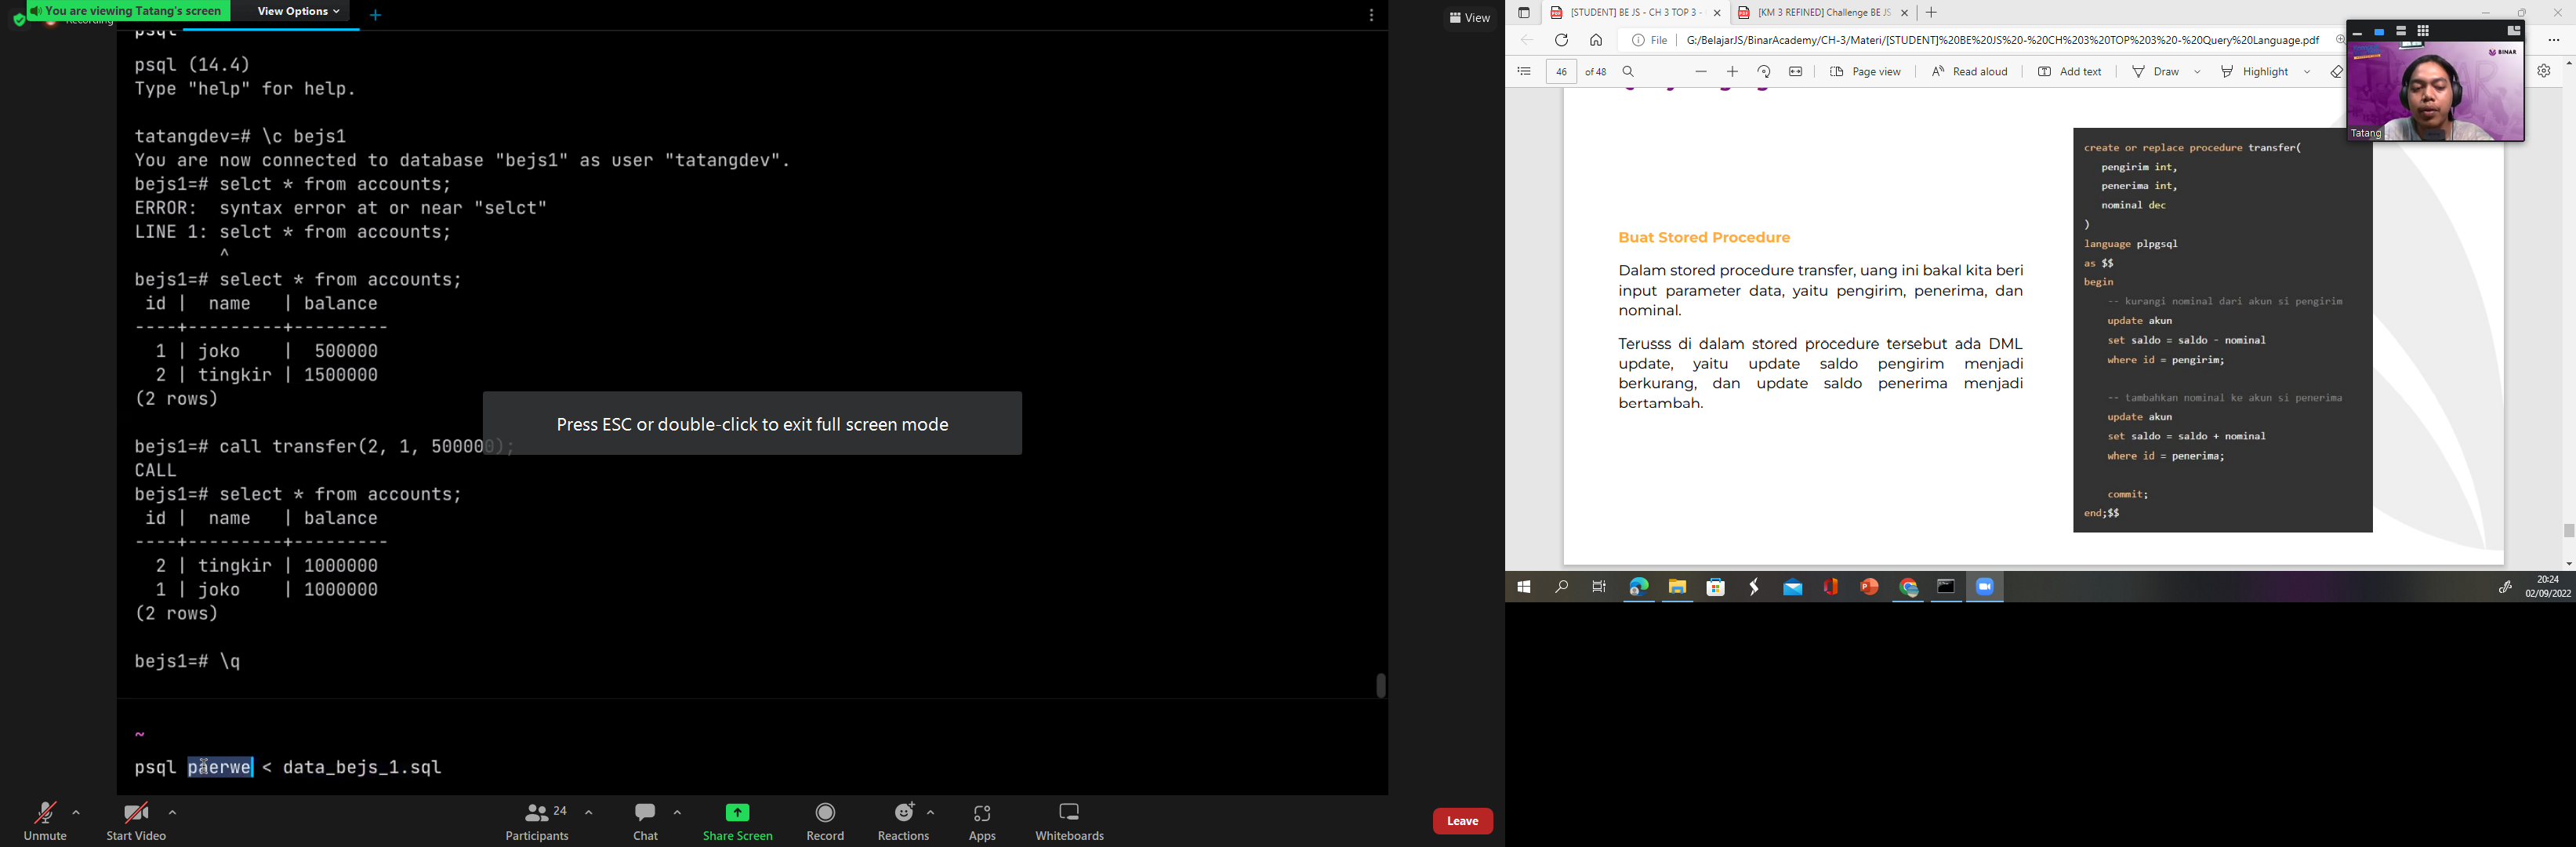 You are viewing Tatang's screen
View Options
Recording
View
psql
psql (14.4)
Type "help" for help.
tatangdev=# \c bejs1
You are now connected to database "bejs1" as user "tatangdev".
bejs1=# selct * from accounts;
ERROR:  syntax error at or near "selct"
LINE 1: selct * from accounts;
^
bejs1=# select * from accounts;
id |  name   | balance
----+---------+---------
1 | joko    |  500000
2 | tingkir | 1500000
(2 rows)
Press ESC or double-click to exit full screen mode
bejs1=# call transfer(2, 1, 500000);
CALL
bejs1=# select * from accounts;
id |  name   | balance
----+---------+---------
2 | tingkir | 1000000
1 | joko    | 1000000
(2 rows)
bejs1=# \q
~
psql paerwe < data_bejs_1.sql
Unmute
Start Video
24
Participants
Chat
Share Screen
Record
Reactions
Apps
Whiteboards
Leave
[STUDENT] BE JS - CH 3 TOP 3 -
[KM 3 REFINED] Challenge BE JS
File
G:/BelajarJS/BinarAcademy/CH-3/Materi/[STUDENT]%20BE%20JS%20-%20CH%203%20TOP%203%20-%20Query%20Language.pdf
46 of 48
Page view
Read aloud
Add text
Draw
Highlight
BINAR
Tatang
Buat Stored Procedure
Dalam stored procedure transfer, uang ini bakal kita beri
input parameter data, yaitu pengirim, penerima, dan
nominal.
Terusss di dalam stored procedure tersebut ada DML
update, yaitu update saldo pengirim menjadi
berkurang, dan update saldo penerima menjadi
bertambah.
create or replace procedure transfer(
pengirim int,
penerima int,
nominal dec
)
language plpgsql
as $$
begin
-- kurangi nominal dari akun si pengirim
update akun
set saldo = saldo - nominal
where id = pengirim;
-- tambahkan nominal ke akun si penerima
update akun
set saldo = saldo + nominal
where id = penerima;
commit;
end;$$
20:24
02/09/2022